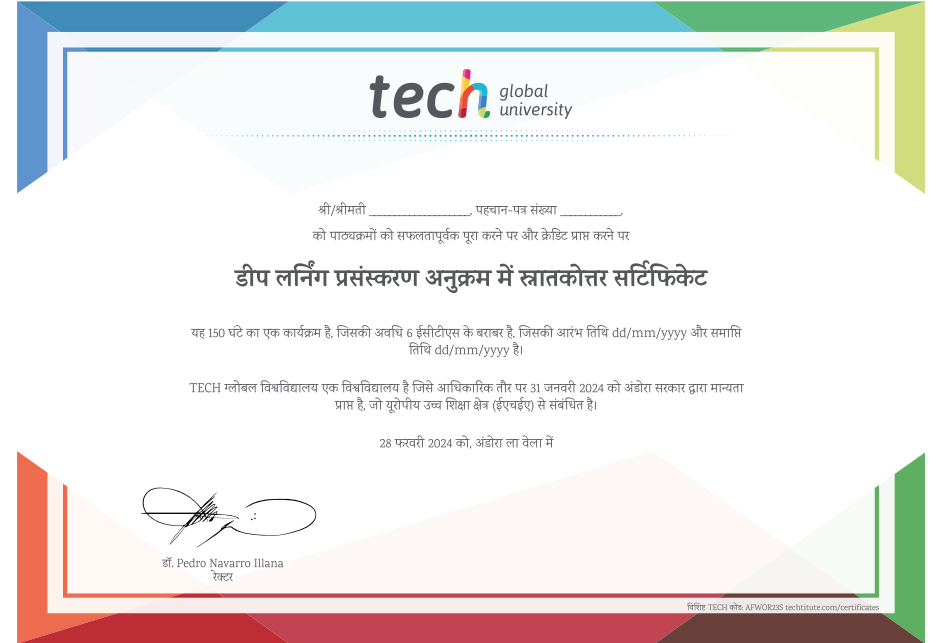 tech global
university
श्री/श्रीमती ____________________, पहचान-पत्र संख्या ____________,
को पाठ्यक्रमों को सफलतापूर्वक पूरा करने पर और क्रेडिट प्राप्त करने पर
डीप लर्निंग प्रसंस्करण अनुक्रम में स्नातकोत्तर सर्टिफिकेट
यह 150 घंटे का एक कार्यक्रम है, जिसकी अवधि 6 ईसीटीएस के बराबर है, जिसकी आरंभ तिथि dd/mm/yyyy और समाप्ति
तिथि dd/mm/yyyy है।
TECH ग्लोबल विश्वविद्यालय एक विश्वविद्यालय है जिसे आधिकारिक तौर पर 31 जनवरी 2024 को अंडोरा सरकार द्वारा मान्यता
प्राप्त है, जो यूरोपीय उच्च शिक्षा क्षेत्र (ईएचईए) से संबंधित है।
28 फरवरी 2024 को, अंडोरा ला वेला में
डॉ. Pedro Navarro Illana
रेक्टर
विशिष्ट TECH कोड: AFWOR23S techtitute.com/certificates